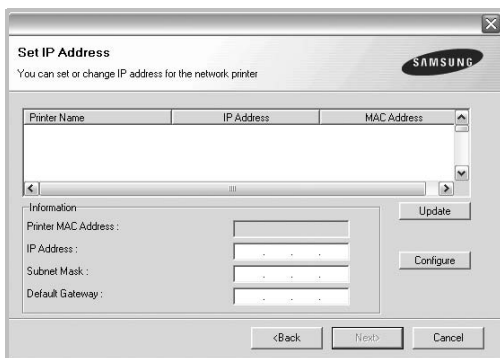 Set IP Address
You can set or change IP address for the network printer
SAMSUNG
Printer Name IP Address MAC Address
Information
Update
Printer MAC Address :
IP Address :
Configure
Subnet Mask :
Default Gateway :
<Back Next> Cancel